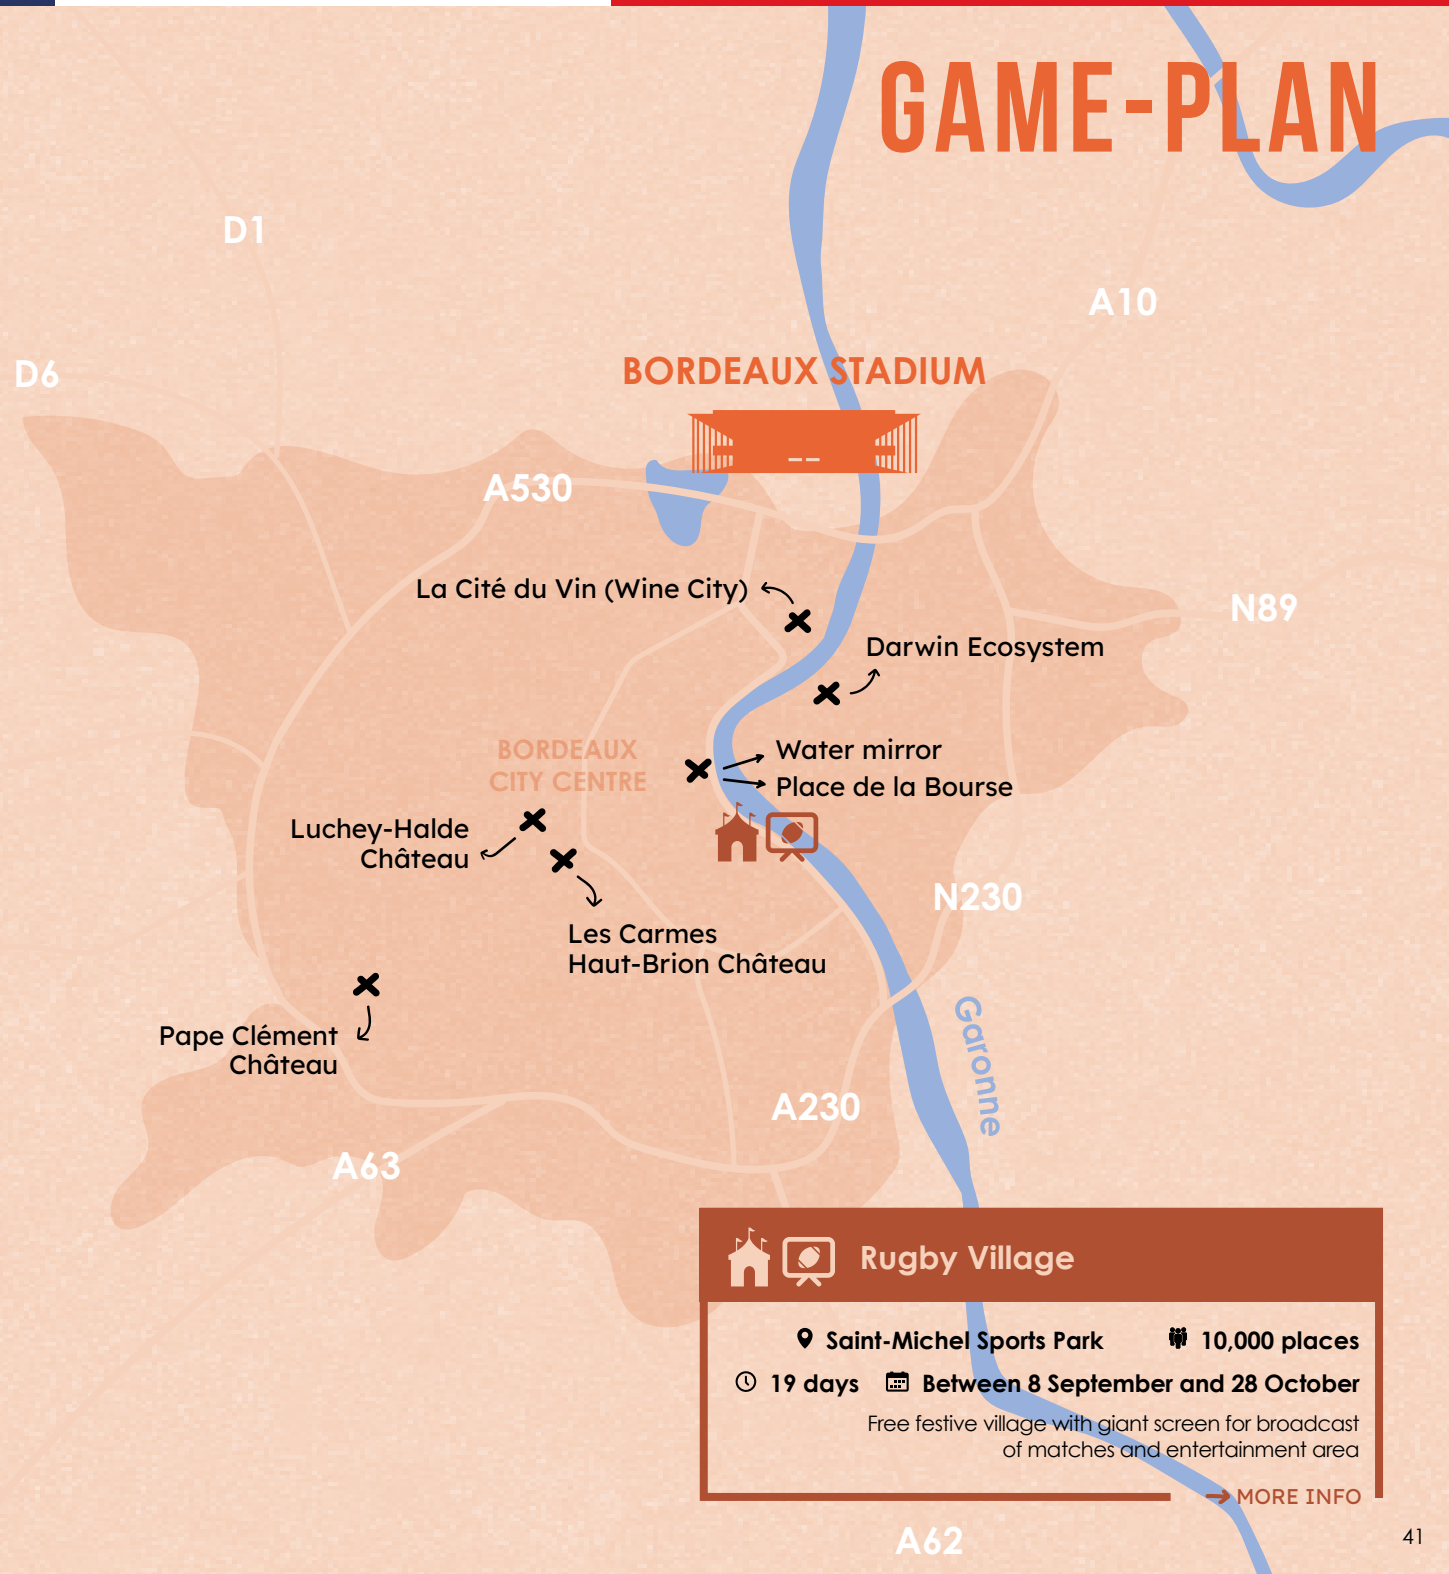 GAME-PLAN
D1
A10
D6
BORDEAUX STADIUM
A530
La Cité du Vin (Wine City)
N89
Darwin Ecosystem
BORDEAUX
CITY CENTRE
Water mirror
Place de la Bourse
Luchey-Halde
Château
N230
Les Carmes
Haut-Brion Château
Pape Clément
Château
Garonne
A230
A63
Rugby Village
Saint-Michel Sports Park
10,000 places
19 days
Between 8 September and 28 October
Free festive village with giant screen for broadcast
of matches and entertainment area
MORE INFO
A62
41